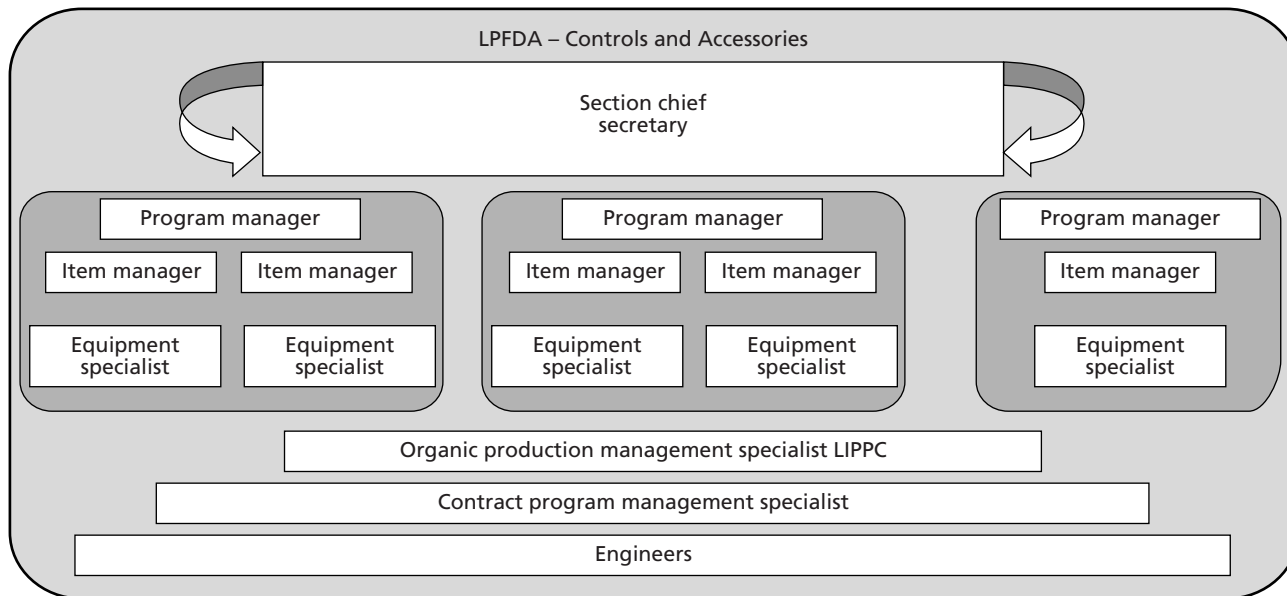 LPFDA – Controls and Accessories
Section chief
secretary
Program manager
Item manager
Item manager
Equipment
specialist
Equipment
specialist
Program manager
Item manager
Item manager
Equipment
specialist
Equipment
specialist
Program manager
Item manager
Equipment
specialist
Organic production management specialist LIPPC
Contract program management specialist
Engineers